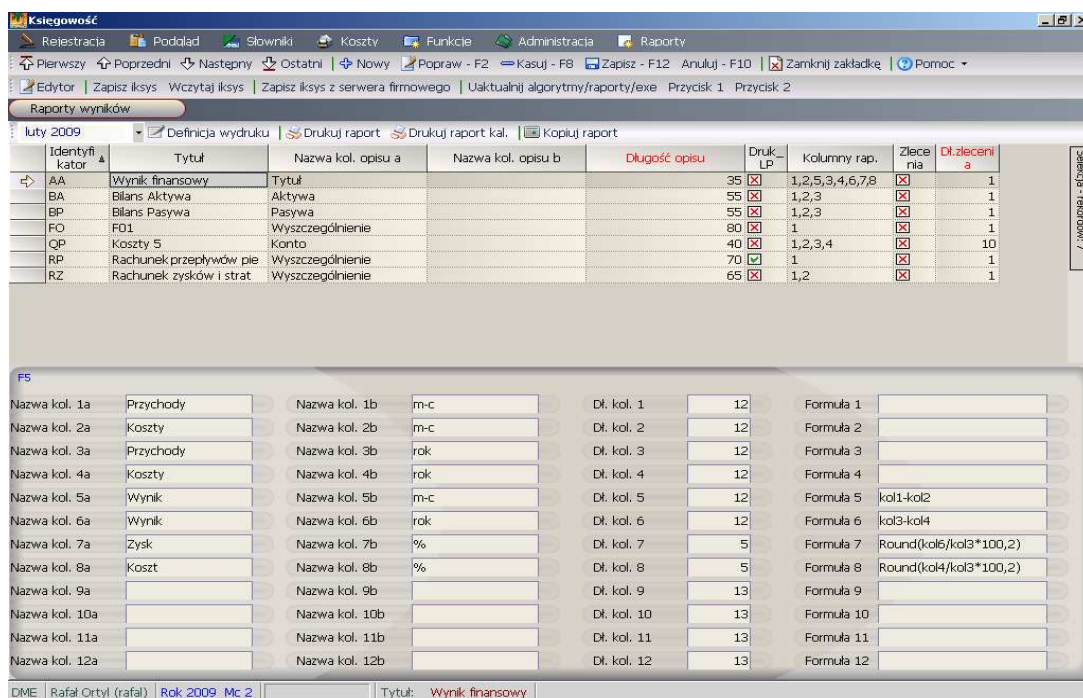 Księgowość
Rejestracja Podgląd Słowniki Koszty Funkcje Administracja Raporty
Pierwszy Poprzedni Następny Ostatni Nowy Popraw - F2 Kasuj - F8 Zapisz - F12 Anuluj - F10 Zamknij zakładkę Pomoc
Edytor Zapisz iksys Wczytaj iksys Zapisz iksys z serwera firmowego Uaktualnij algorytmy/raporty/exe Przycisk 1 Przycisk 2
Raporty wyników
luty 2009 Definicja wydruku Drukuj raport Drukuj raport kal. Kopiuj raport
Identyfi kator Tytuł Nazwa kol. opisu a Nazwa kol. opisu b Długość opisu Druk_ LP Kolumny rap. Zlece nia Dł.zleceni a
AA Wynik finansowy Tytuł 35 1,2,5,3,4,6,7,8 1
BA Bilans Aktywa Aktywa 55 1,2,3 1
BP Bilans Pasywa Pasywa 55 1,2,3 1
FO F01 Wyszczególnienie 80 1 1
QP Koszty 5 Konto 40 1,2,3,4 10
RP Rachunek przepływów pie Wyszczególnienie 70 1 1
RZ Rachunek zysków i strat Wyszczególnienie 65 1,2 1
Selekcja - rekordów: 7
F5
Nazwa kol. 1a Przychody Nazwa kol. 1b m-c Dł. kol. 1 12 Formuła 1
Nazwa kol. 2a Koszty Nazwa kol. 2b m-c Dł. kol. 2 12 Formuła 2
Nazwa kol. 3a Przychody Nazwa kol. 3b rok Dł. kol. 3 12 Formuła 3
Nazwa kol. 4a Koszty Nazwa kol. 4b rok Dł. kol. 4 12 Formuła 4
Nazwa kol. 5a Wynik Nazwa kol. 5b m-c Dł. kol. 5 12 Formuła 5 kol1-kol2
Nazwa kol. 6a Wynik Nazwa kol. 6b rok Dł. kol. 6 12 Formuła 6 kol3-kol4
Nazwa kol. 7a Zysk Nazwa kol. 7b % Dł. kol. 7 5 Formuła 7 Round(kol6/kol3*100,2)
Nazwa kol. 8a Koszt Nazwa kol. 8b % Dł. kol. 8 5 Formuła 8 Round(kol4/kol3*100,2)
Nazwa kol. 9a Nazwa kol. 9b Dł. kol. 9 13 Formuła 9
Nazwa kol. 10a Nazwa kol. 10b Dł. kol. 10 13 Formuła 10
Nazwa kol. 11a Nazwa kol. 11b Dł. kol. 11 13 Formuła 11
Nazwa kol. 12a Nazwa kol. 12b Dł. kol. 12 13 Formuła 12
DME Rafał Ortyl (rafal) Rok 2009 Mc 2 Tytuł: Wynik finansowy